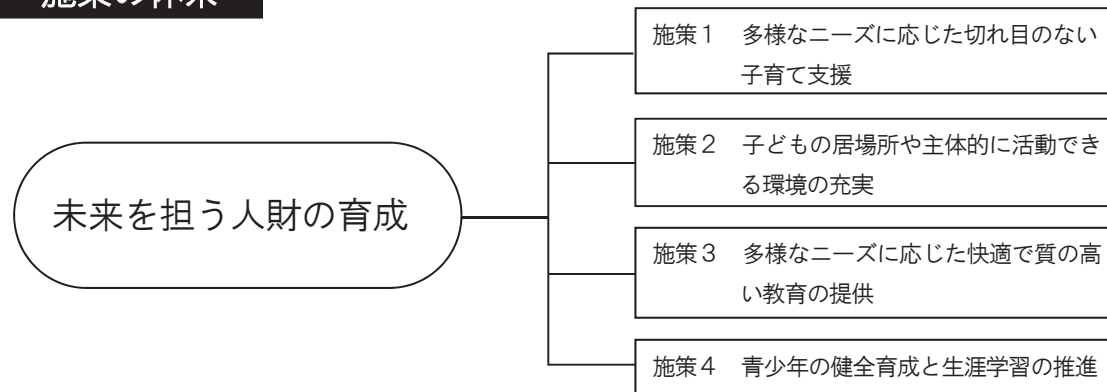 施策の体系
施策１　多様なニーズに応じた切れ目のない
子育て支援
施策２　子どもの居場所や主体的に活動でき
る環境の充実
未来を担う人財の育成
施策３　多様なニーズに応じた快適で質の高
い教育の提供
施策４　青少年の健全育成と生涯学習の推進